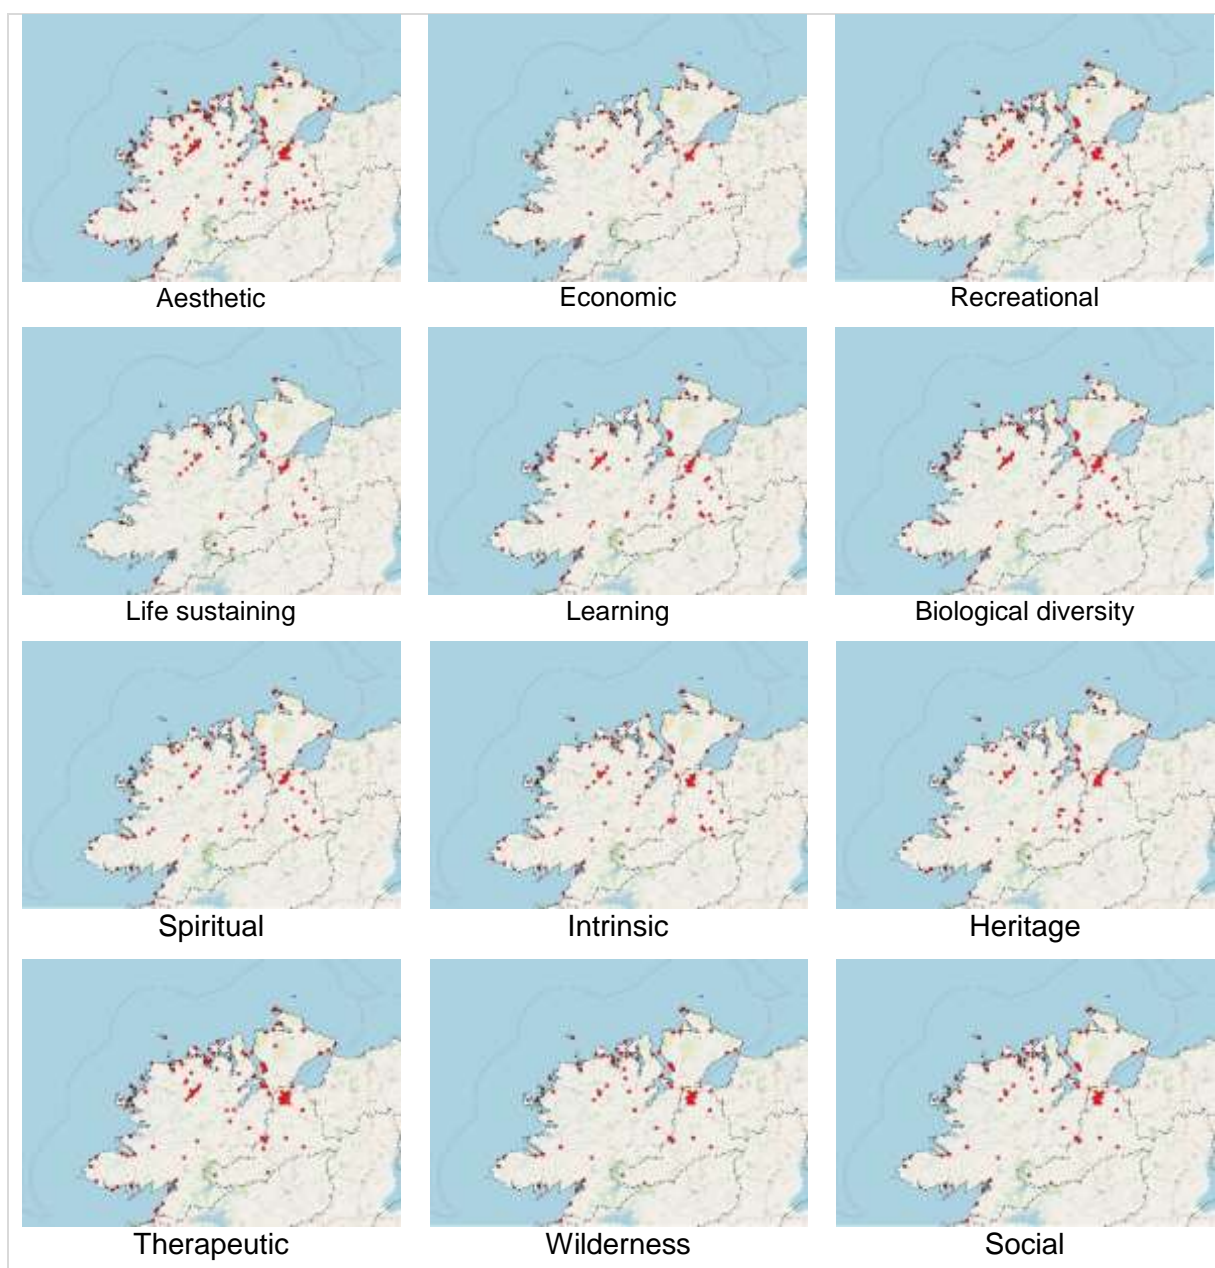 Aesthetic
Economic
Recreational
Life sustaining
Learning
Biological diversity
Spiritual
Intrinsic
Heritage
Therapeutic
Wilderness
Social